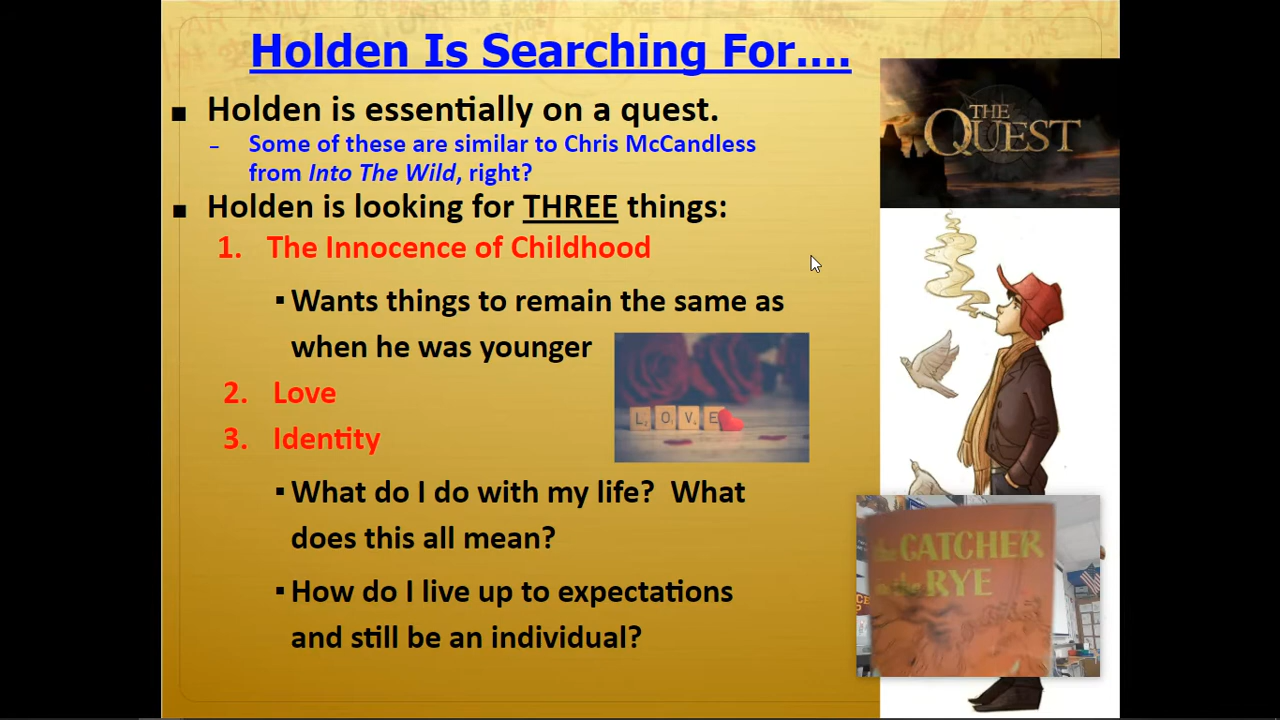 Holden Is Searching For....
▪ Holden is essentially on a quest.
– Some of these are similar to Chris McCandless
from Into The Wild, right?
▪ Holden is looking for THREE things:
1. The Innocence of Childhood
▪ Wants things to remain the same as
when he was younger
2. Love
3. Identity
▪ What do I do with my life?  What
does this all mean?
▪ How do I live up to expectations
and still be an individual?
THE
QUEST
LOVE
the CATCHER
in the RYE